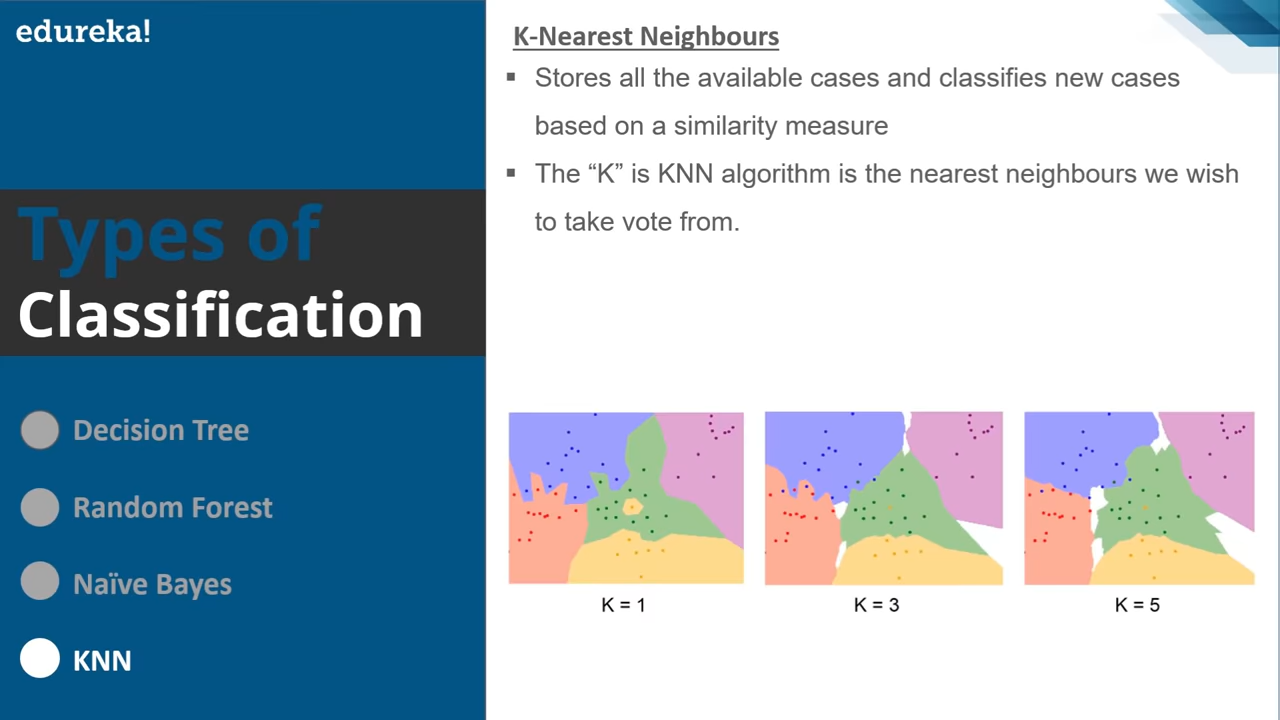 edureka!
Types of
Classification
Decision Tree
Random Forest
Naïve Bayes
KNN
K-Nearest Neighbours
▪ Stores all the available cases and classifies new cases
based on a similarity measure
▪ The “K” is KNN algorithm is the nearest neighbours we wish
to take vote from.
K = 1
K = 3
K = 5